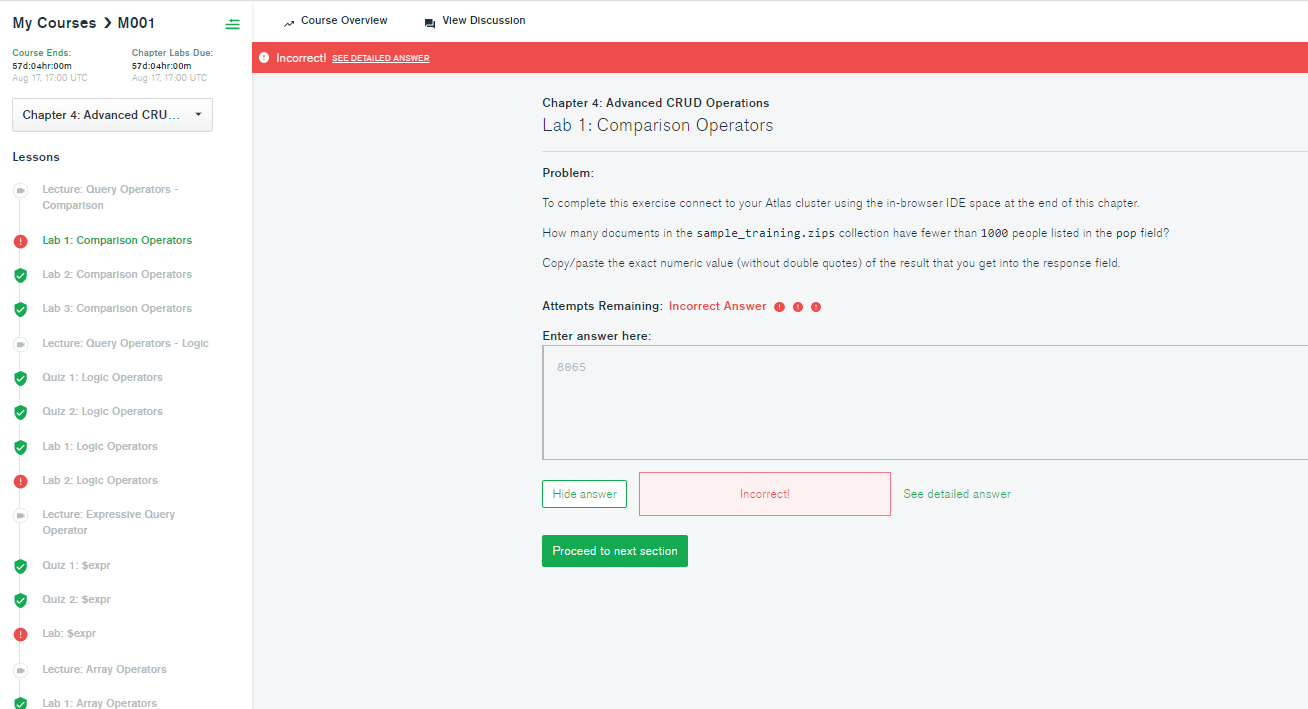 My Courses > M001
Course Ends:
57d:04hr:00m
Aug 17, 17:00 UTC
Chapter Labs Due:
57d:04hr:00m
Aug 17, 17:00 UTC
Chapter 4: Advanced CRU...
Lessons
Lecture: Query Operators -
Comparison
Lab 1: Comparison Operators
Lab 2: Comparison Operators
Lab 3: Comparison Operators
Lecture: Query Operators - Logic
Quiz 1: Logic Operators
Quiz 2: Logic Operators
Lab 1: Logic Operators
Lab 2: Logic Operators
Lecture: Expressive Query
Operator
Quiz 1: $expr
Quiz 2: $expr
Lab: $expr
Lecture: Array Operators
Lab 1: Array Operators
Course Overview
View Discussion
Incorrect! SEE DETAILED ANSWER
Chapter 4: Advanced CRUD Operations
Lab 1: Comparison Operators
Problem:
To complete this exercise connect to your Atlas cluster using the in-browser IDE space at the end of this chapter.
How many documents in the sample_training.zips collection have fewer than 1000 people listed in the pop field?
Copy/paste the exact numeric value (without double quotes) of the result that you get into the response field.
Attempts Remaining: Incorrect Answer
Enter answer here:
8065
Hide answer
Incorrect!
See detailed answer
Proceed to next section